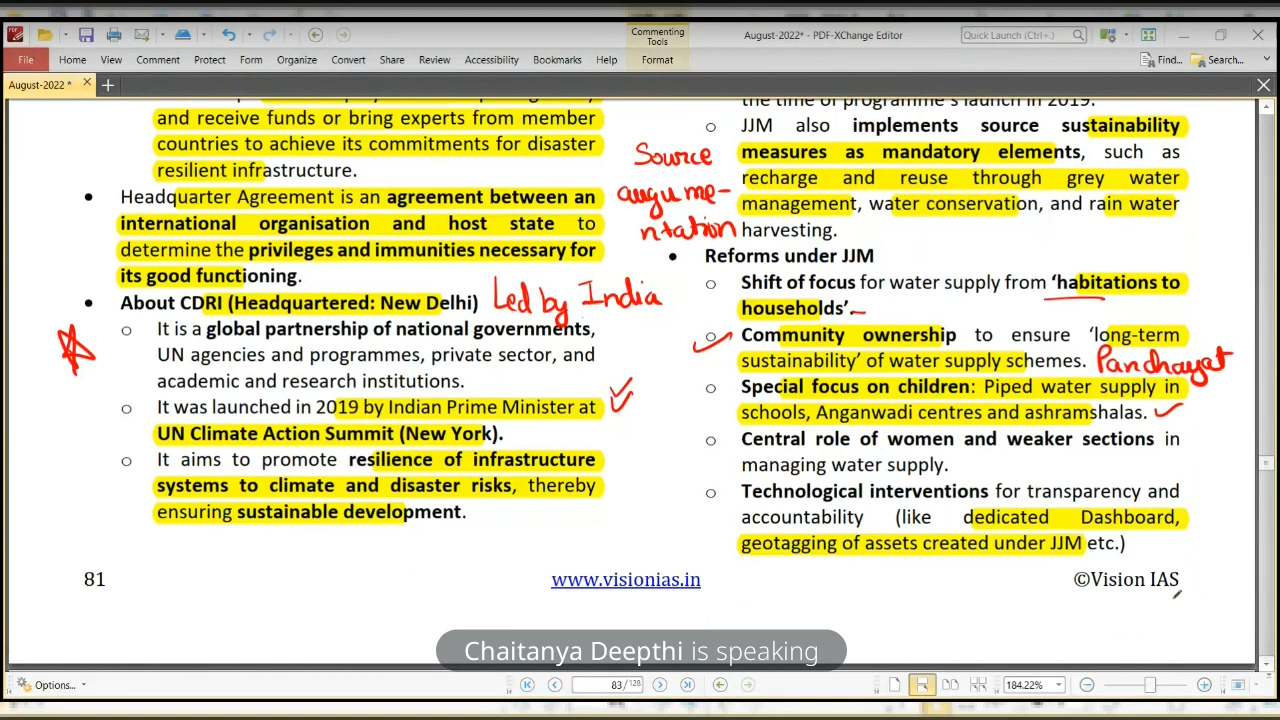 Commenting
Tools
August-2022* - PDF-XChange Editor
Quick Launch (Ctrl+.)
File Home View Comment Protect Form Organize Convert Share Review Accessibility Bookmarks Help Format
Find... Search...
August-2022 *
and receive funds or bring experts from member
countries to achieve its commitments for disaster
resilient infrastructure.
• Headquarter Agreement is an agreement between an
international organisation and host state to
determine the privileges and immunities necessary for
its good functioning.
• About CDRI (Headquartered: New Delhi)
Led by India
o It is a global partnership of national governments,
UN agencies and programmes, private sector, and
academic and research institutions.
o It was launched in 2019 by Indian Prime Minister at
UN Climate Action Summit (New York).
o It aims to promote resilience of infrastructure
systems to climate and disaster risks, thereby
ensuring sustainable development.
the time of programme's launch in 2019.
o JJM also implements source sustainability
measures as mandatory elements, such as
recharge and reuse through grey water
management, water conservation, and rain water
harvesting.
Source
augume-
ntation
• Reforms under JJM
o Shift of focus for water supply from 'habitations to
households'
o Community ownership to ensure 'long-term
sustainability' of water supply schemes.
Pandhayat
o Special focus on children: Piped water supply in
schools, Anganwadi centres and ashramshalas.
o Central role of women and weaker sections in
managing water supply.
o Technological interventions for transparency and
accountability (like dedicated Dashboard,
geotagging of assets created under JJM etc.)
81 www.visionias.in ©Vision IAS
Chaitanya Deepthi is speaking
Options... 83/128 184.22%